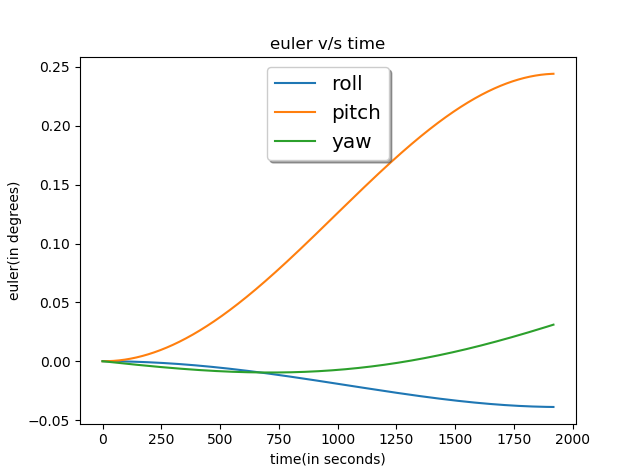 euler v/s time
roll
pitch
yaw
euler(in degrees)
0.25
0.20
0.15
0.10
0.05
0.00
−0.05
0 250 500 750 1000 1250 1500 1750 2000
time(in seconds)